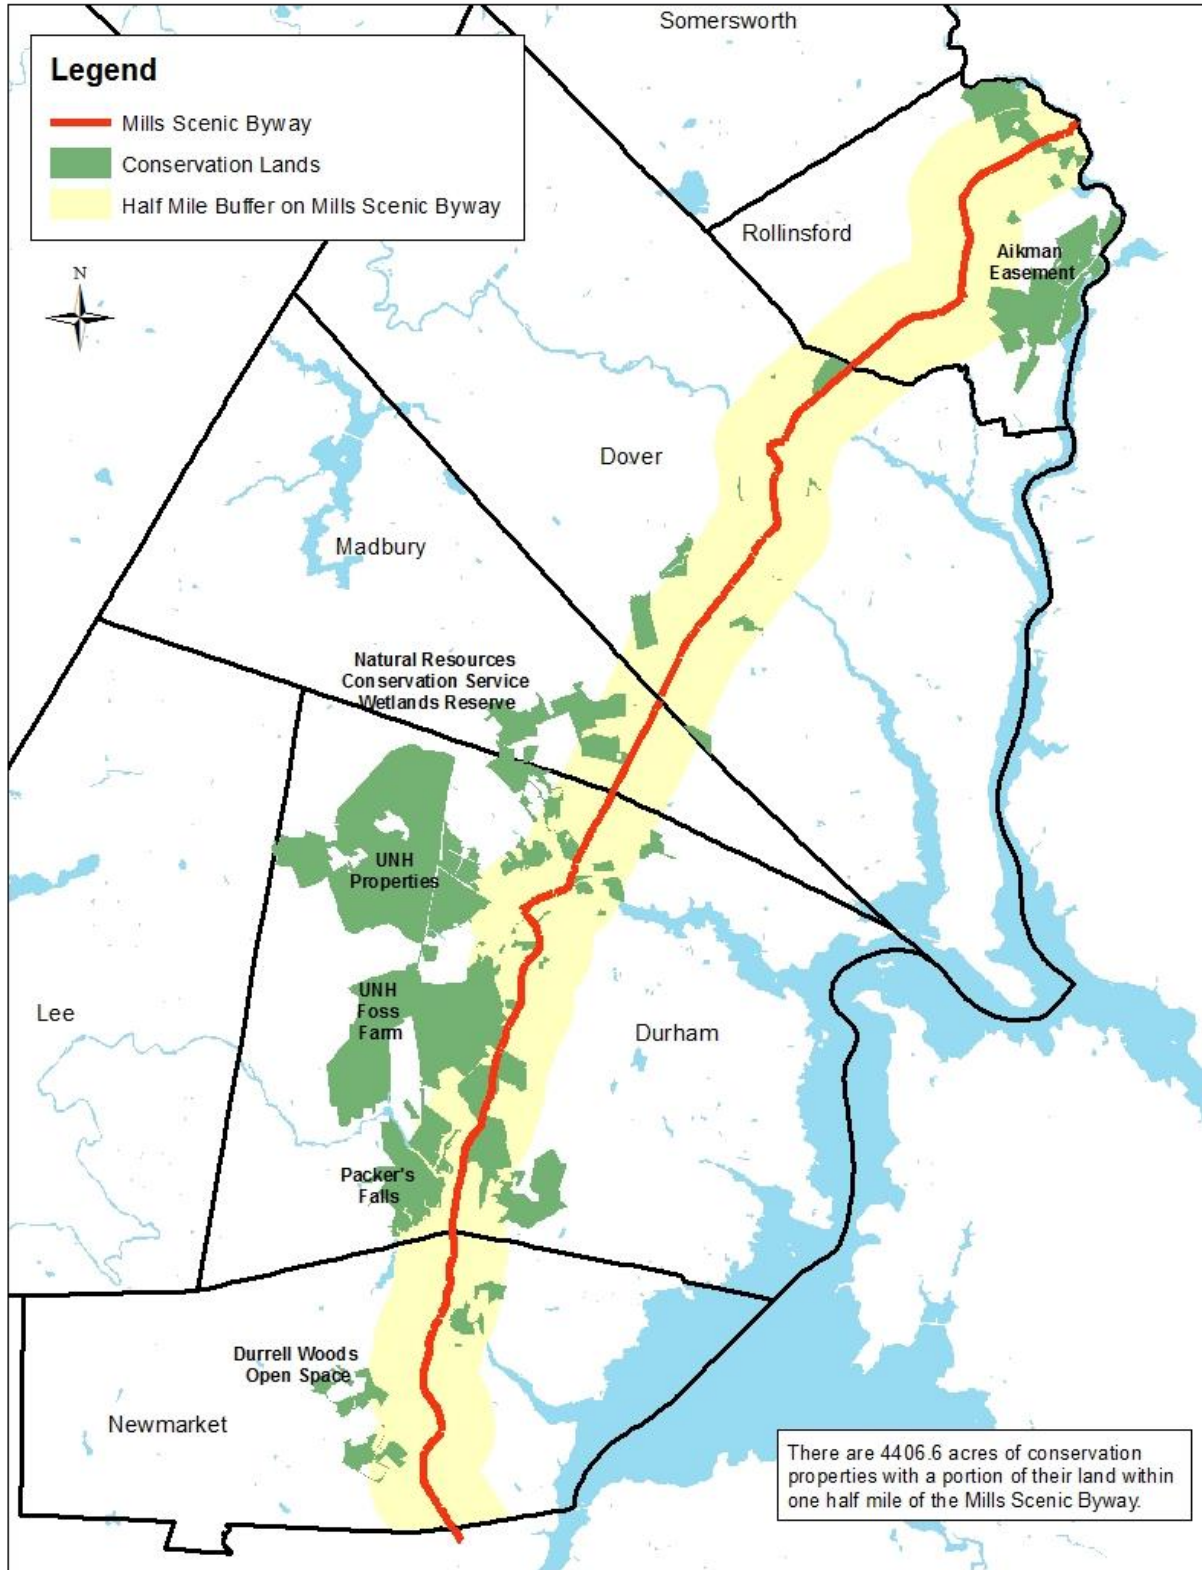 Somersworth
Legend
Mills Scenic Byway
Conservation Lands
Half Mile Buffer on Mills Scenic Byway
Rollinsford
Aikman
Easement
N
Dover
Madbury
Natural Resources
Conservation Service
Wetlands Reserve
UNH
Properties
UNH
Foss
Farm
Lee
Durham
Packer's
Falls
Durrell Woods
Open Space
Newmarket
There are 4406.6 acres of conservation
properties with a portion of their land within
one half mile of the Mills Scenic Byway.